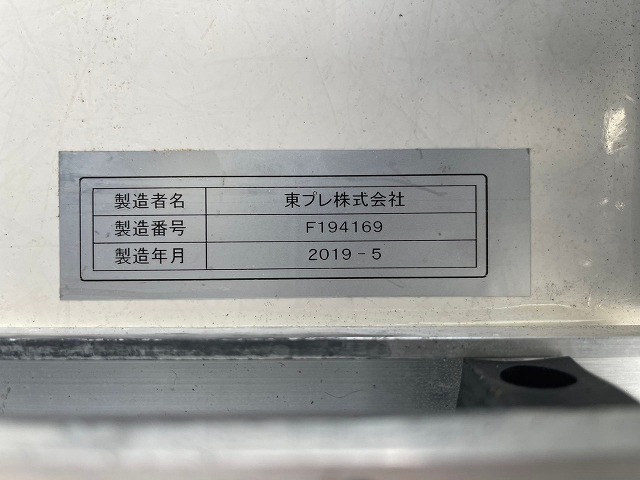 製造者名 東プレ株式会社
製造番号 F194169
製造年月 2019-5